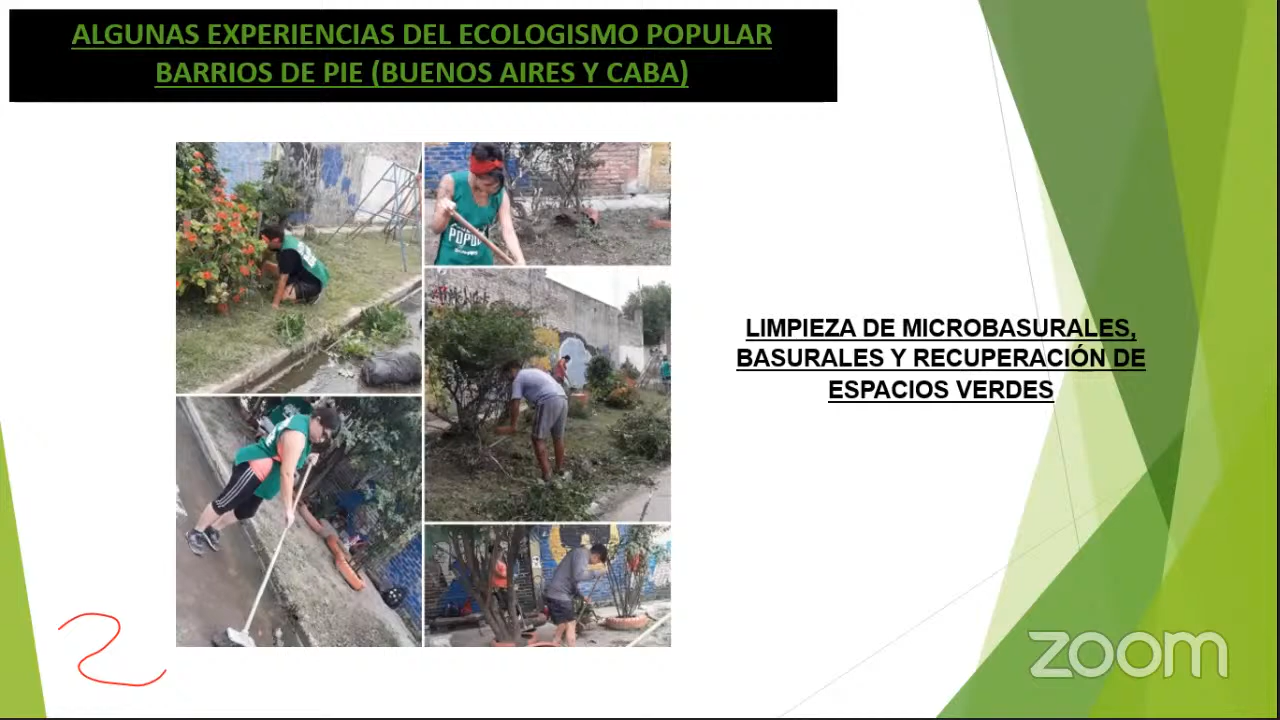 ALGUNAS EXPERIENCIAS DEL ECOLOGISMO POPULAR
BARRIOS DE PIE (BUENOS AIRES Y CABA)
LIMPIEZA DE MICROBASURALES,
BASURALES Y RECUPERACIÓN DE
ESPACIOS VERDES
2
zoom